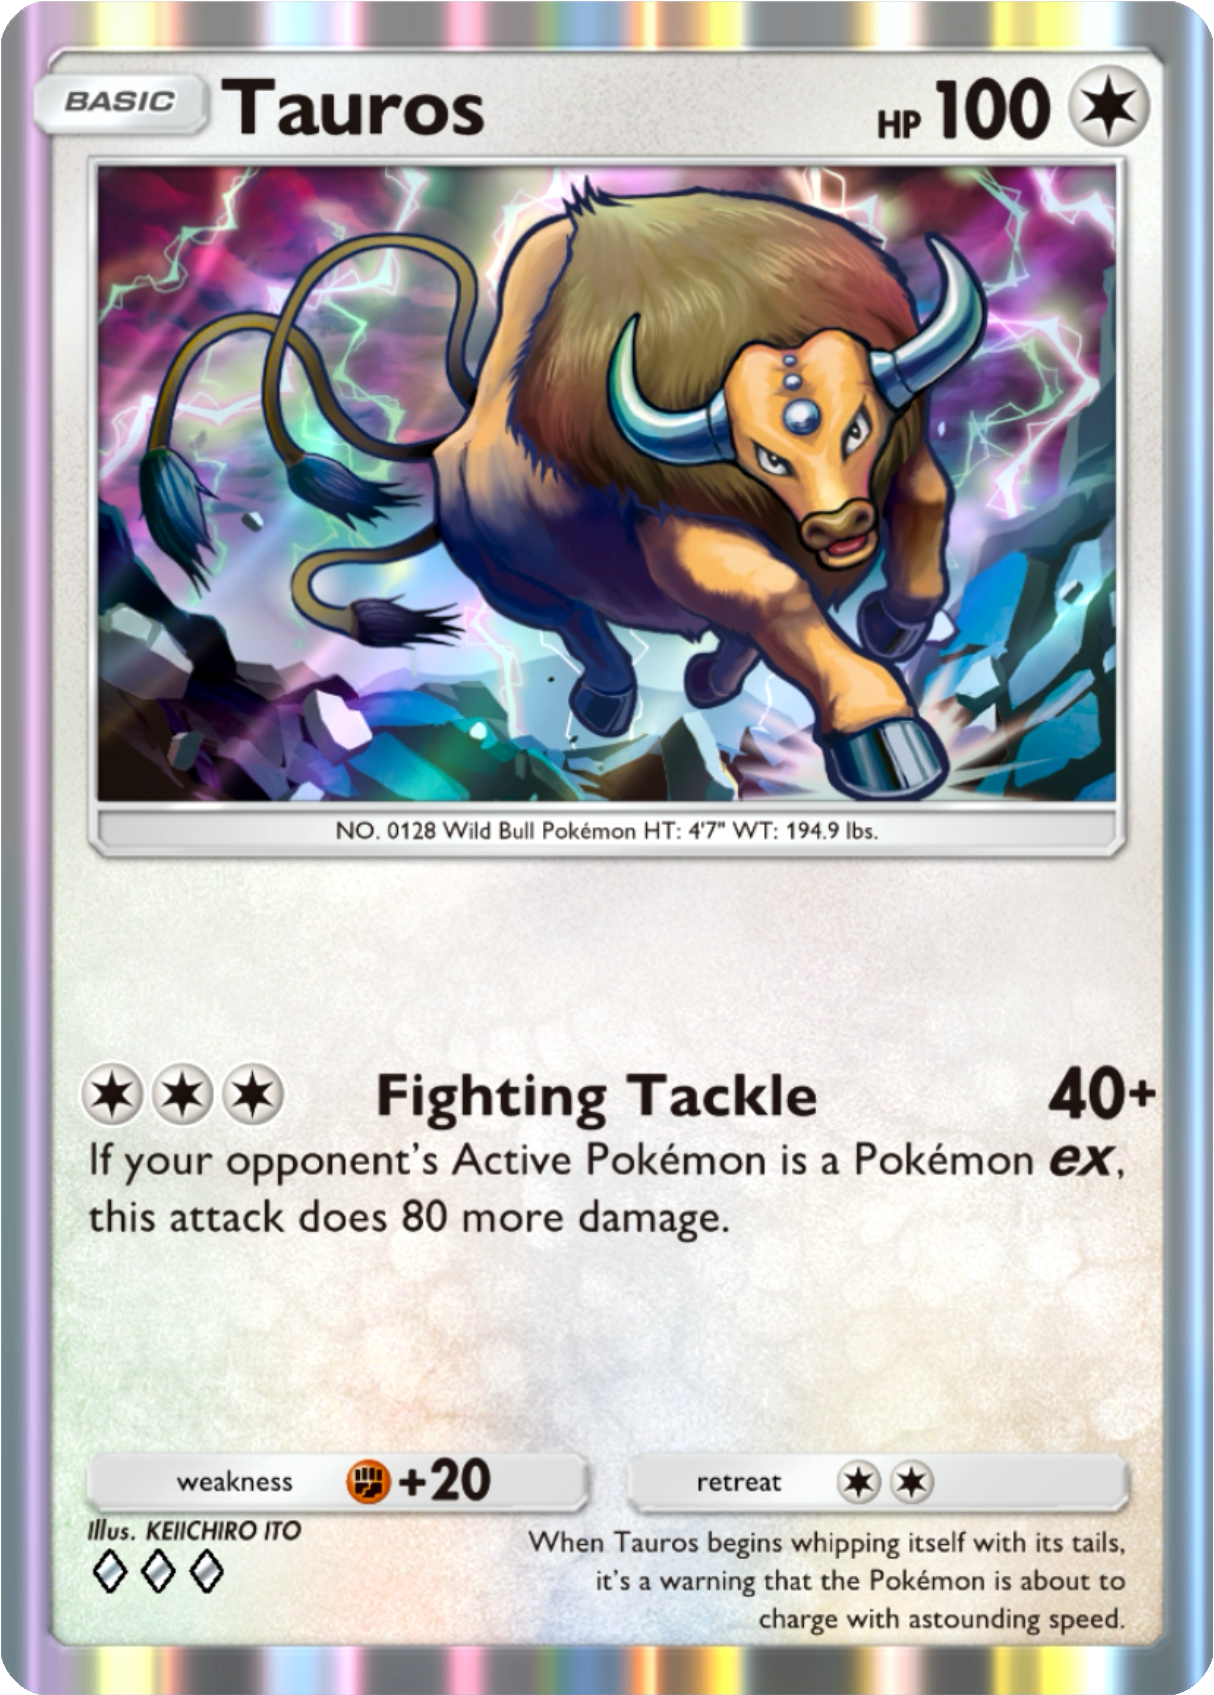 BASIC Tauros HP 100
NO. 0128 Wild Bull Pokémon HT: 4'7" WT: 194.9 lbs.
Fighting Tackle 40+
If your opponent's Active Pokémon is a Pokémon ex,
this attack does 80 more damage.
weakness +20 retreat
Illus. KEIICHIRO ITO
When Tauros begins whipping itself with its tails,
it's a warning that the Pokémon is about to
charge with astounding speed.